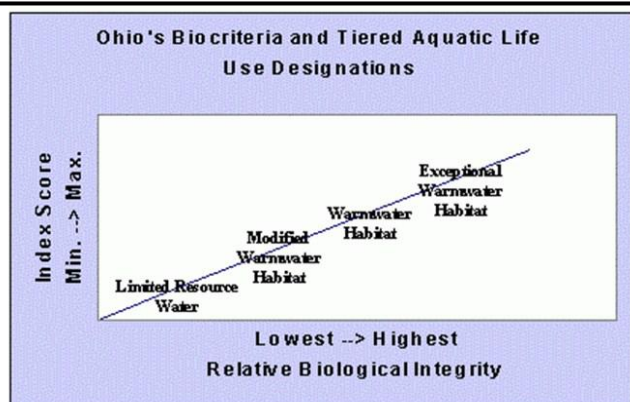 Ohio's Biocriteria and Tiered Aquatic Life
Use Designations
Index Score
Min. --> Max.
Exceptional
Warmwater
Habitat
Warmwater
Habitat
Modified
Warmwater
Habitat
Limited Resource
Water
Lowest --> Highest
Relative Biological Integrity